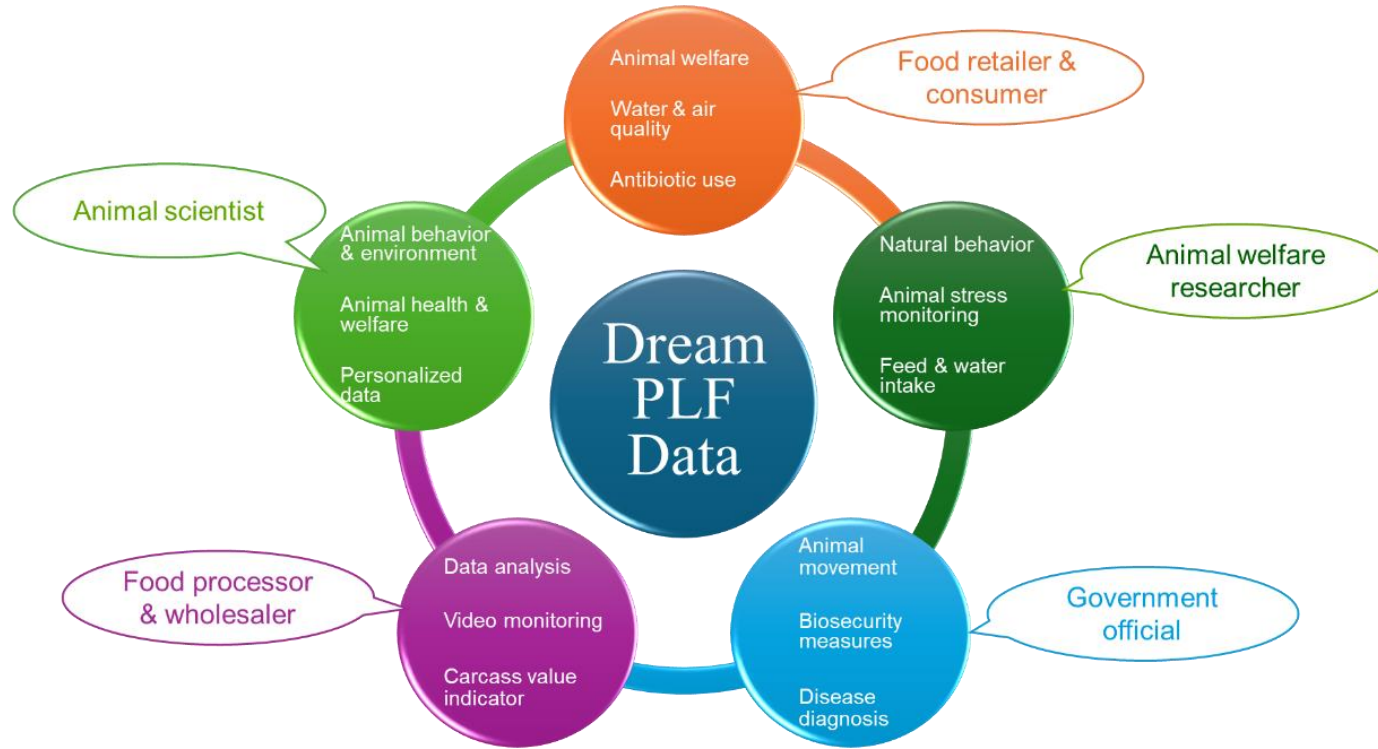 Animal welfare
Water & air
quality
Antibiotic use
Food retailer &
consumer
Animal scientist
Animal behavior
& environment
Animal health &
welfare
Personalized
data
Natural behavior
Animal stress
monitoring
Feed & water
intake
Animal welfare
researcher
Dream
PLF
Data
Food processor
& wholesaler
Data analysis
Video monitoring
Carcass value
indicator
Animal
movement
Biosecurity
measures
Disease
diagnosis
Government
official